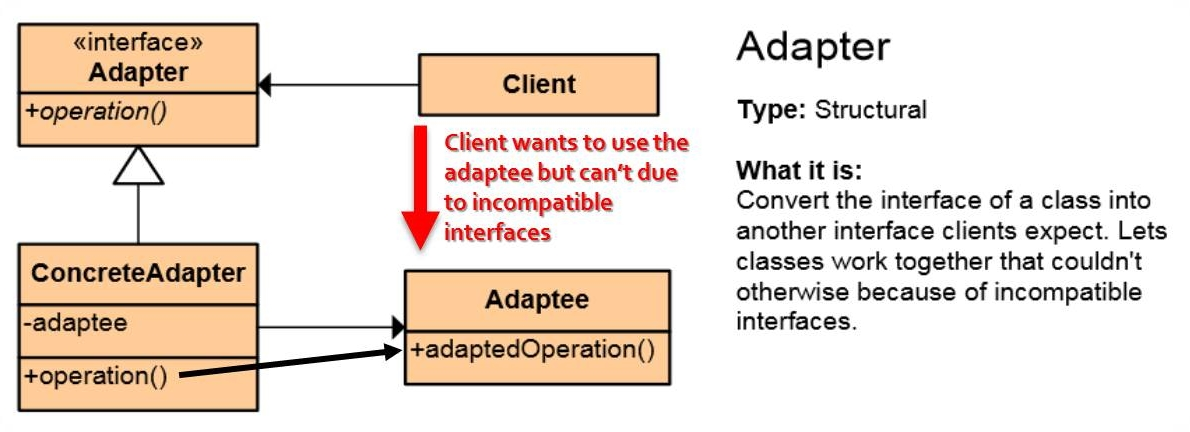 «interface»
Adapter
+operation()
Client
Client wants to use the
adaptee but can't due
to incompatible
interfaces
ConcreteAdapter
-adaptee
+operation()
Adaptee
+adaptedOperation()
Adapter
Type: Structural
What it is:
Convert the interface of a class into
another interface clients expect. Lets
classes work together that couldn't
otherwise because of incompatible
interfaces.